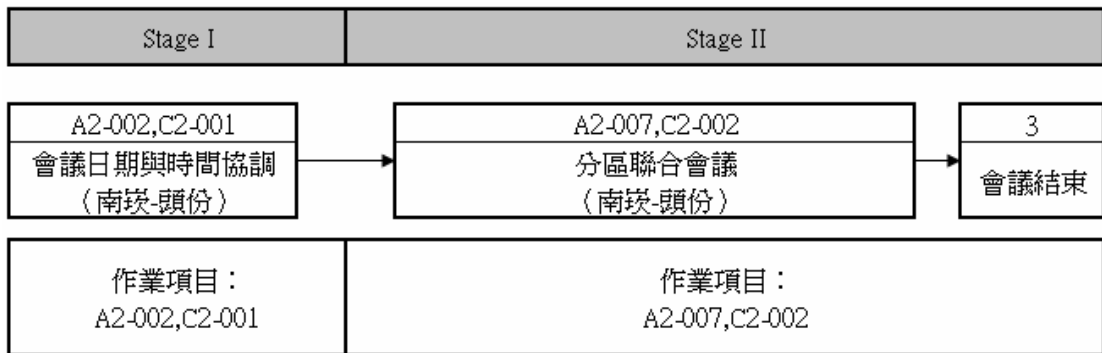 Stage I
Stage II
A2-002,C2-001
會議日期與時間協調
（南崁-頭份）
A2-007,C2-002
分區聯合會議
（南崁-頭份）
3
會議結束
作業項目：
A2-002,C2-001
作業項目：
A2-007,C2-002